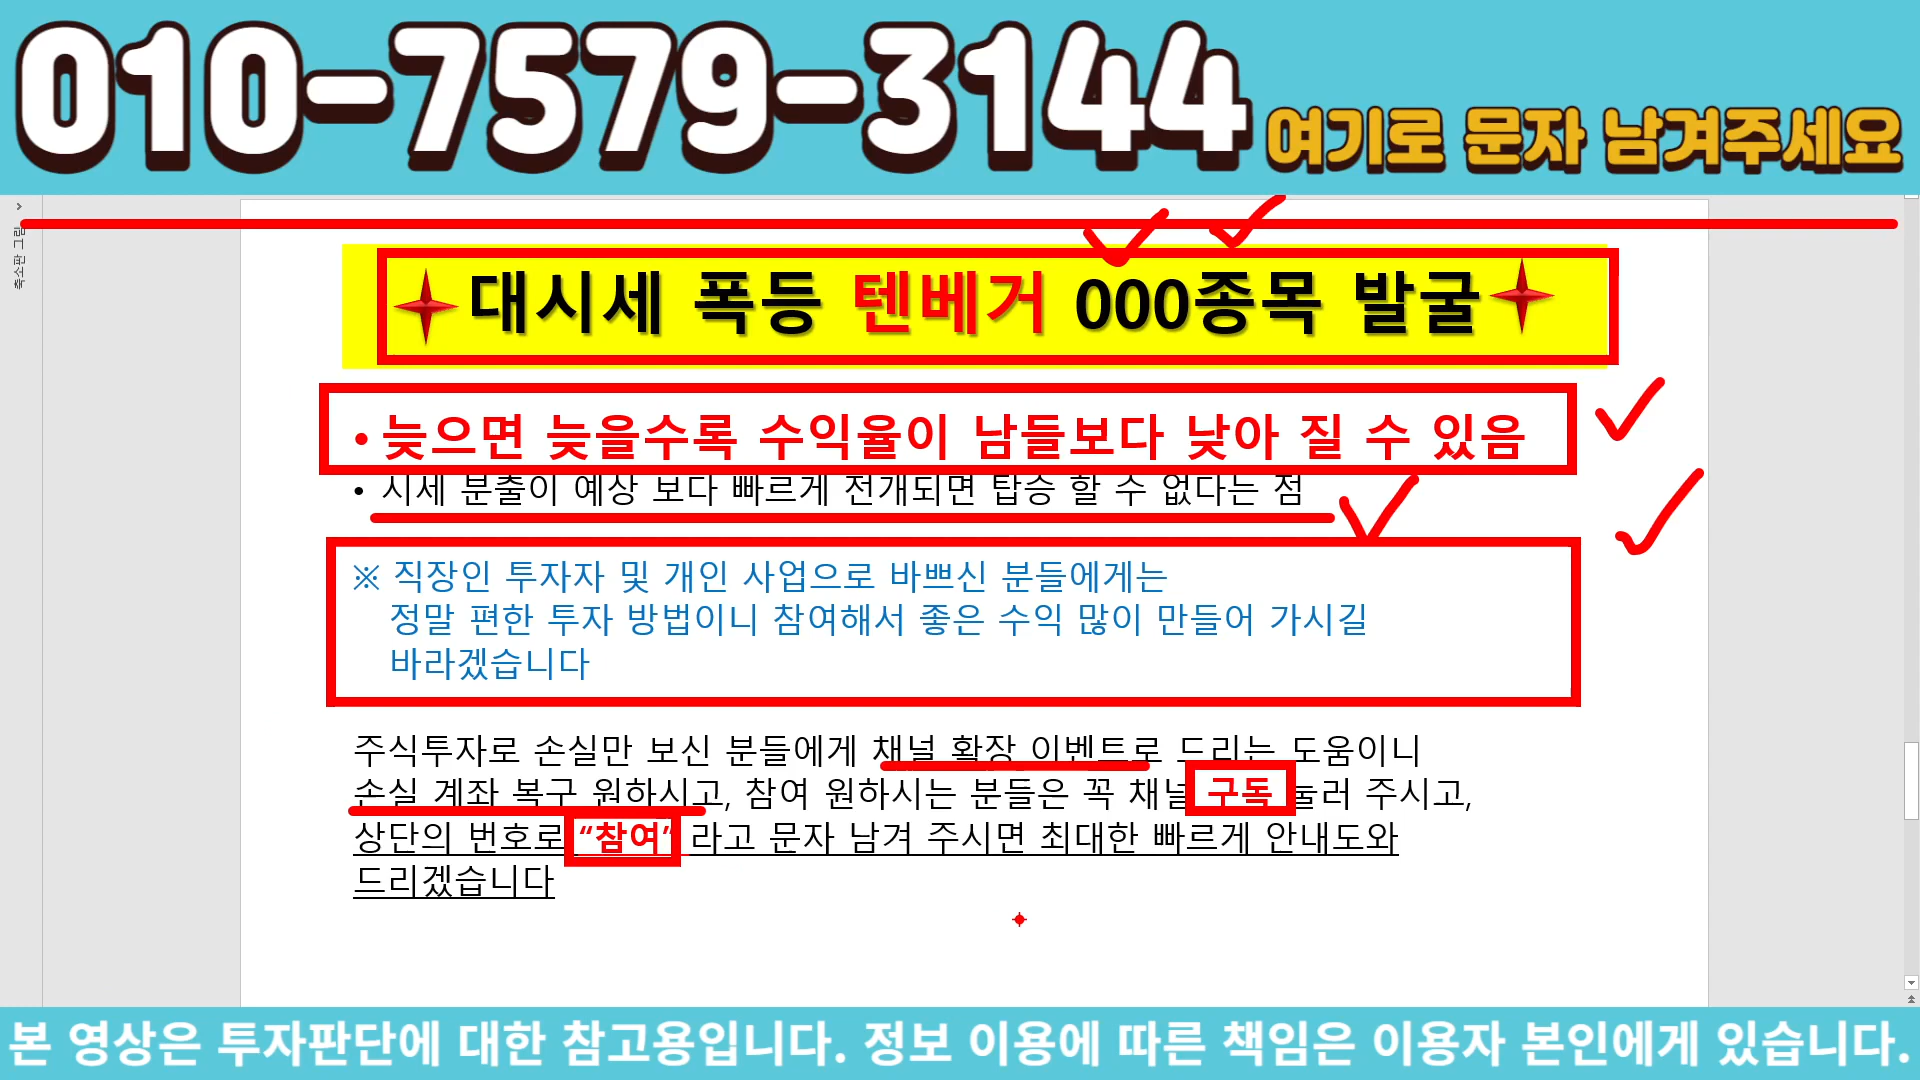 010-7579-3144 여기로 문자 남겨주세요
축소판 그림
대시세 폭등 텐베거 000종목 발굴
• 늦으면 늦을수록 수익율이 남들보다 낮아 질 수 있음
• 시세 분출이 예상 보다 빠르게 전개되면 탑승 할 수 없다는 점
※ 직장인 투자자 및 개인 사업으로 바쁘신 분들에게는
정말 편한 투자 방법이니 참여해서 좋은 수익 많이 만들어 가시길
바라겠습니다
주식투자로 손실만 보신 분들에게 채널 확장 이벤트로 드리는 도움이니
손실 계좌 복구 원하시고, 참여 원하시는 분들은 꼭 채널 구독 눌러 주시고,
상단의 번호로 “참여” 라고 문자 남겨 주시면 최대한 빠르게 안내도와
드리겠습니다
본 영상은 투자판단에 대한 참고용입니다. 정보 이용에 따른 책임은 이용자 본인에게 있습니다.